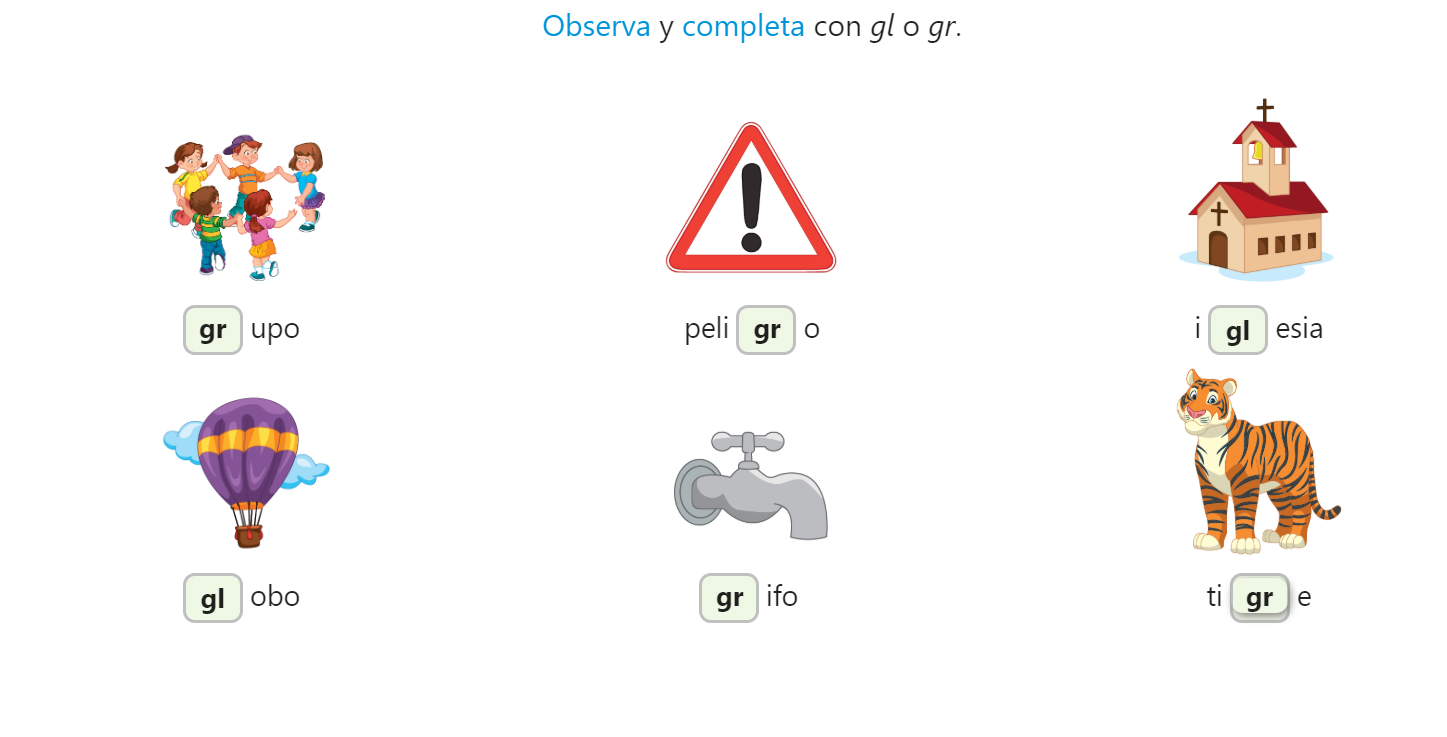 Observa y completa con gl o gr.
gr upo
peli gr o
i gl esia
gl obo
gr ifo
ti gr e